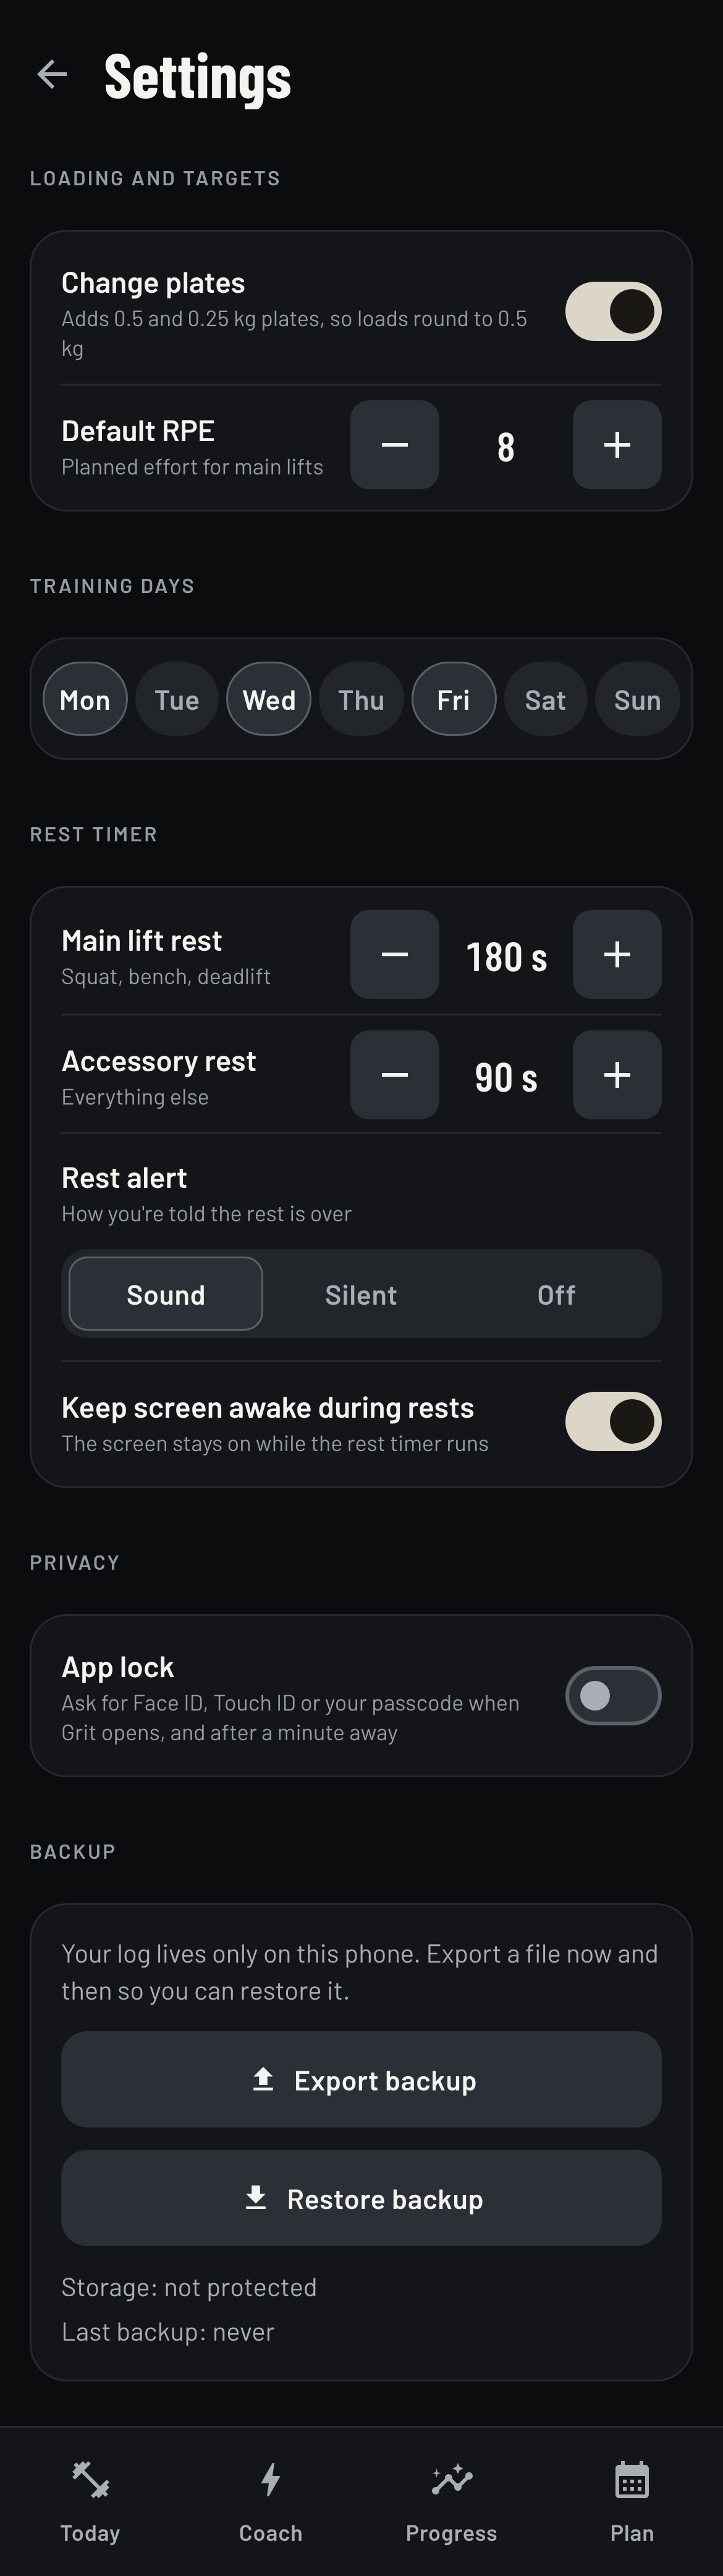 Settings
LOADING AND TARGETS
Change plates
Adds 0.5 and 0.25 kg plates, so loads round to 0.5
kg
Default RPE
Planned effort for main lifts
8
TRAINING DAYS
Mon Tue Wed Thu Fri Sat Sun
REST TIMER
Main lift rest
Squat, bench, deadlift
180 s
Accessory rest
Everything else
90 s
Rest alert
How you're told the rest is over
Sound Silent Off
Keep screen awake during rests
The screen stays on while the rest timer runs
PRIVACY
App lock
Ask for Face ID, Touch ID or your passcode when
Grit opens, and after a minute away
BACKUP
Your log lives only on this phone. Export a file now and
then so you can restore it.
Export backup
Restore backup
Storage: not protected
Last backup: never
Today Coach Progress Plan